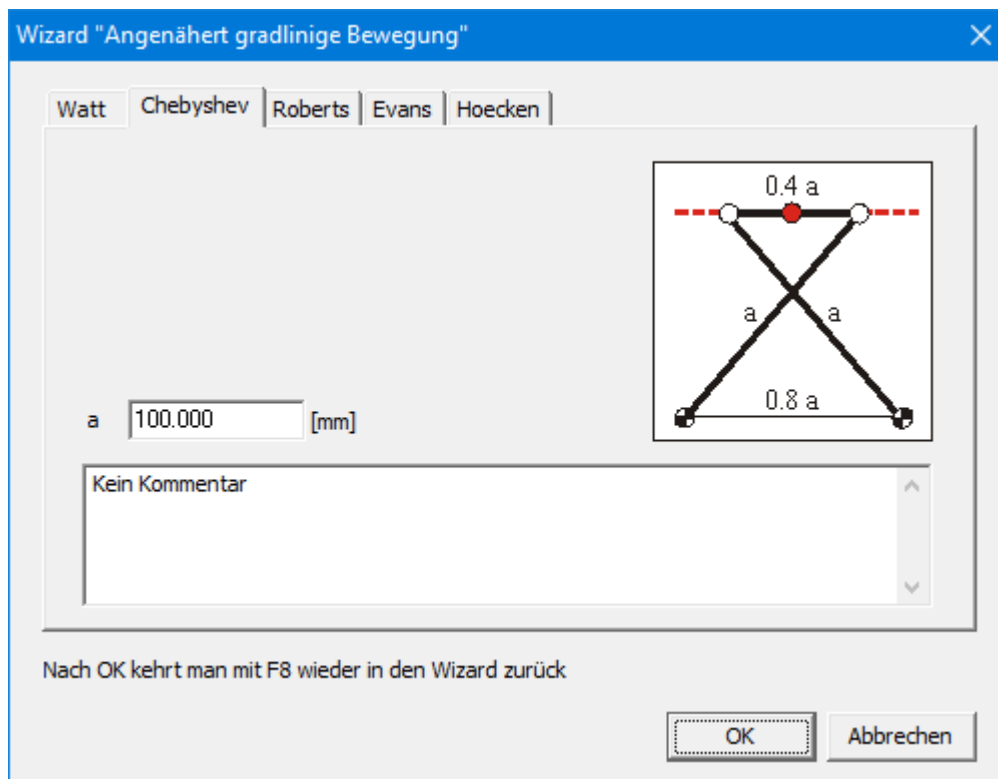 Wizard "Angenähert gradlinige Bewegung"
Watt Chebyshev Roberts Evans Hoecken
0.4 a
a a
0.8 a
a 100.000 [mm]
Kein Kommentar
Nach OK kehrt man mit F8 wieder in den Wizard zurück
OK Abbrechen